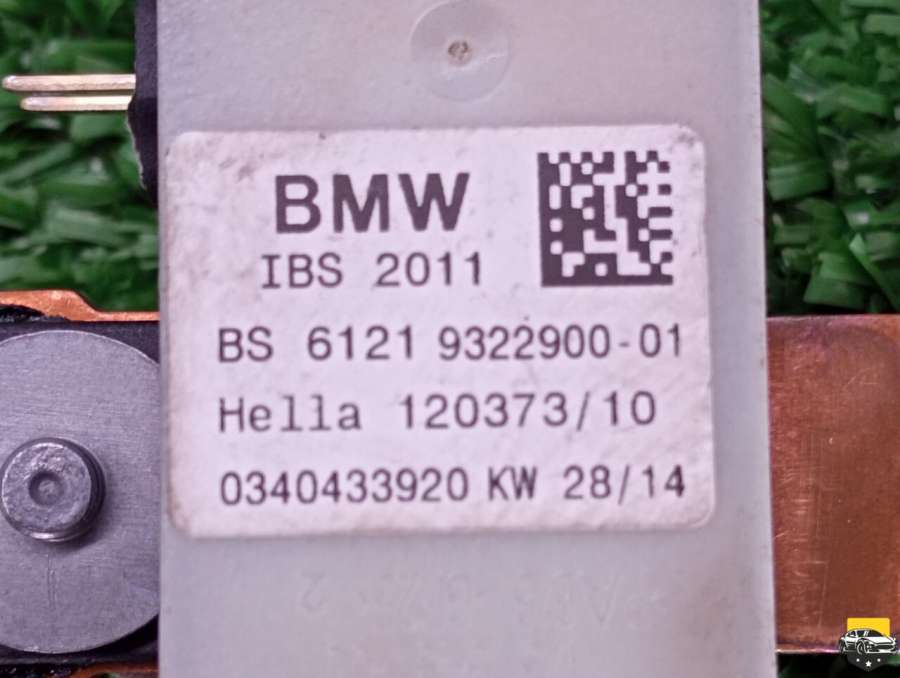 BMW
IBS 2011
BS 6121 9322900-01
Hella 120373/10
0340433920 KW 28/14